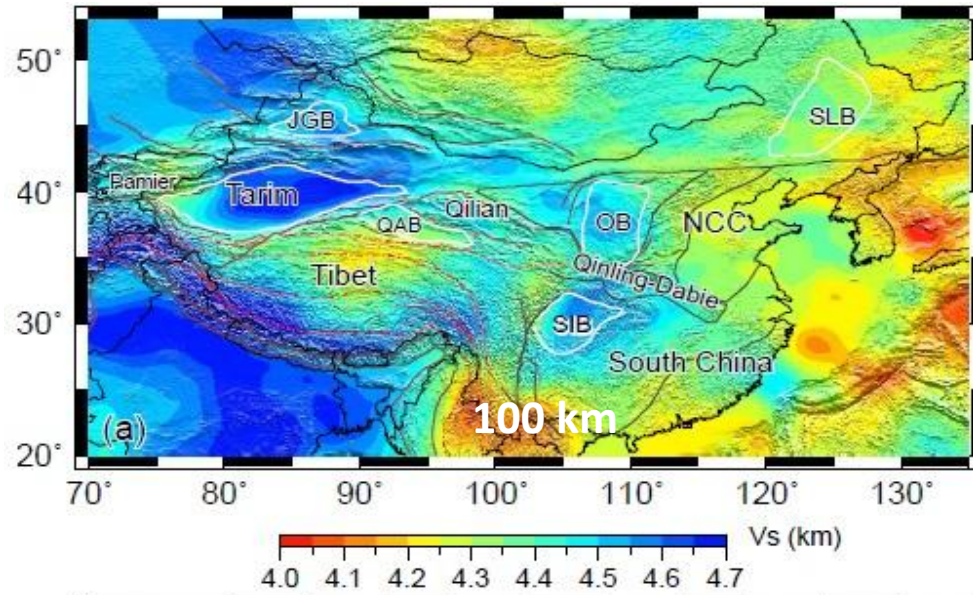 50°
40°
30°
20°
JGB
SLB
Pamier
Tarim
QAB
Qilian
OB
NCC
Tibet
Qinling-Dabie
SIB
South China
100 km
(a)
70° 80° 90° 100° 110° 120° 130°
Vs (km)
4.0 4.1 4.2 4.3 4.4 4.5 4.6 4.7